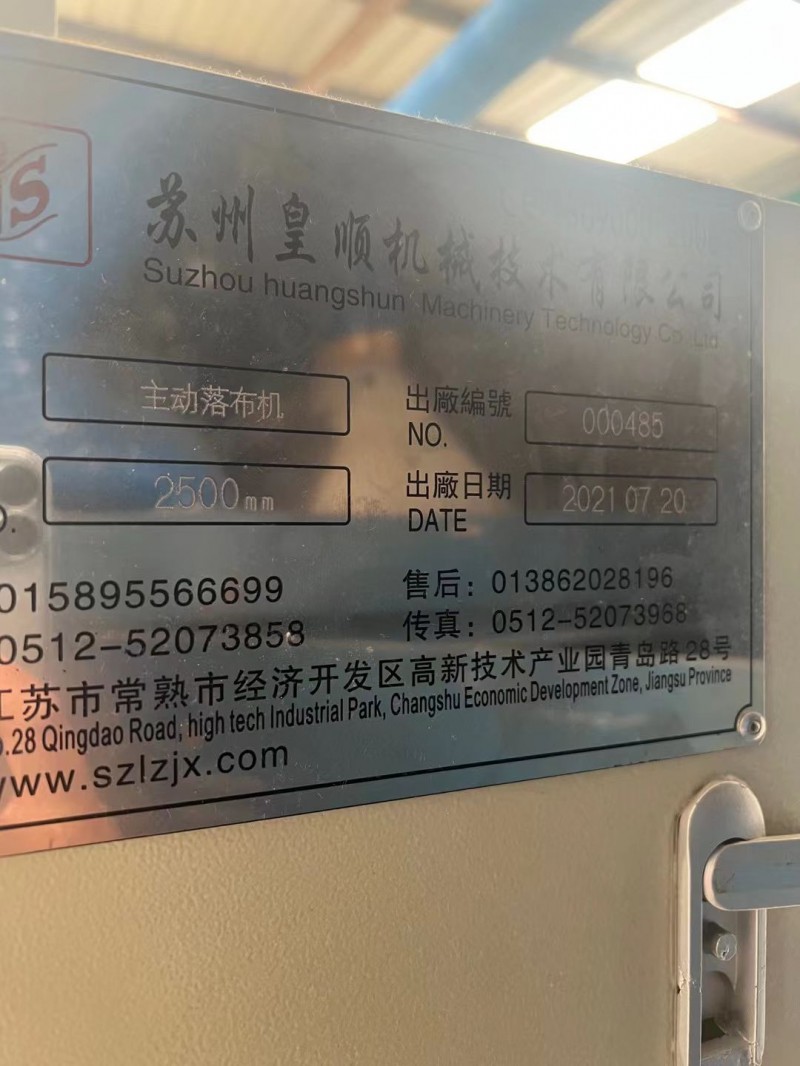 苏州皇顺机械技术有限公司
Suzhou huangshun Machinery Technology Co. Ltd
主动落布机
出廠編號
NO.
000485
2500mm
出廠日期
DATE
2021 07 20
015895566699
售后：013862028196
0512-52073858
传真：0512-52073968
江苏市常熟市经济开发区高新技术产业园青岛路28号
.28 Qingdao Road, high tech Industrial Park, Changshu Economic Development Zone, Jiangsu Province
www.szlzjx.com